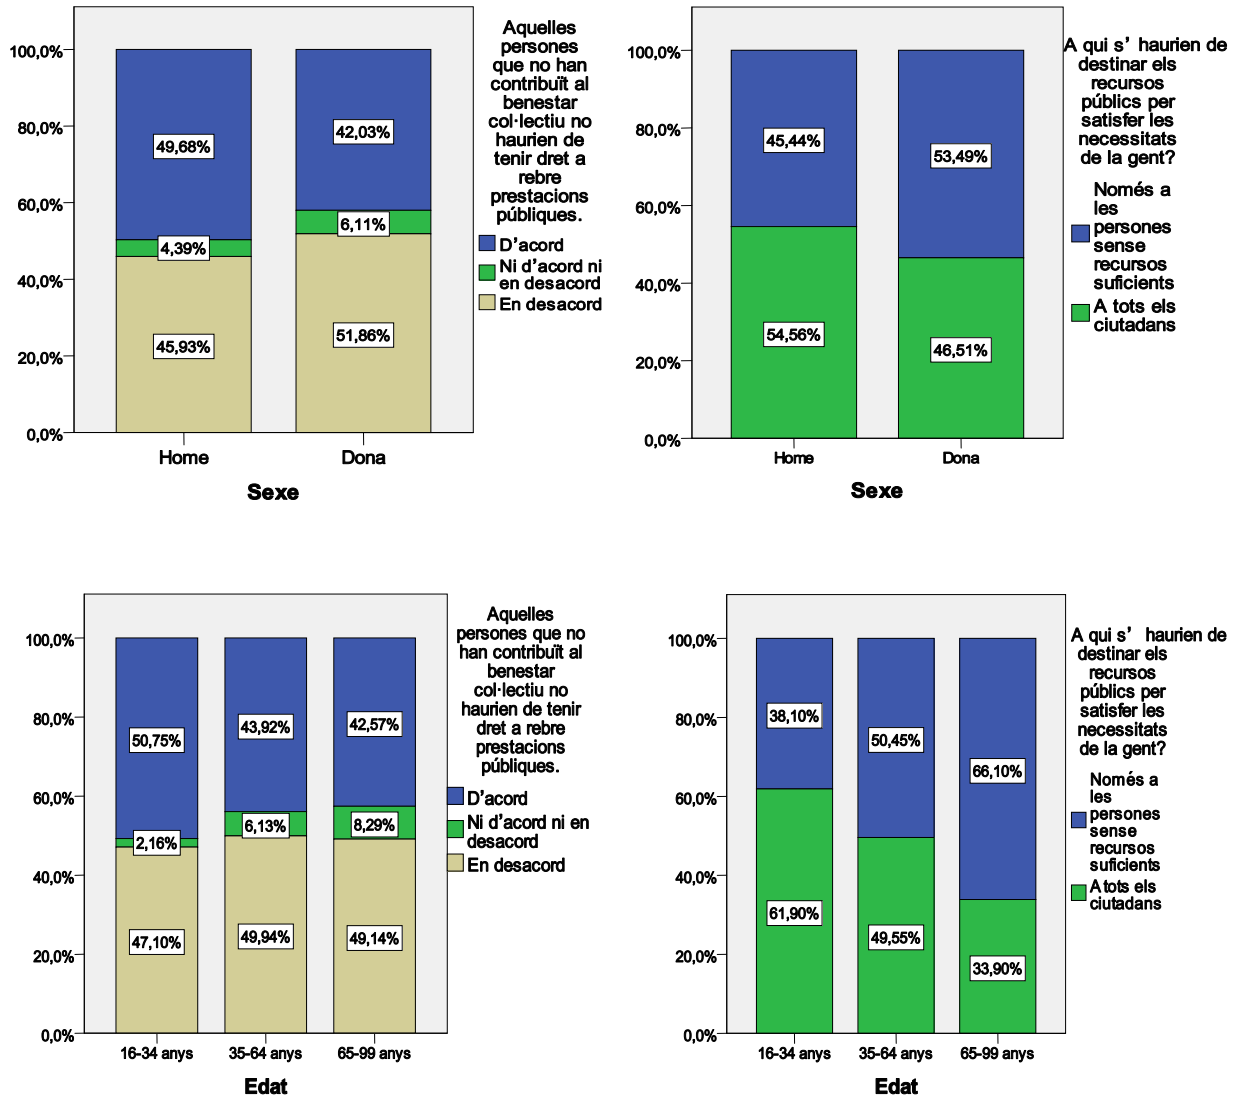 100,0%
80,0%
60,0%
40,0%
20,0%
0,0%
49,68%
4,39%
45,93%
42,03%
6,11%
51,86%
Home
Dona
Sexe
Aquelles
persones
que no han
contribuït al
benestar
col·lectiu no
haurien de
tenir dret a
rebre
prestacions
públiques.
D'acord
Ni d'acord ni
en desacord
En desacord
100,0%
80,0%
60,0%
40,0%
20,0%
0,0%
45,44%
54,56%
53,49%
46,51%
Home
Dona
Sexe
A qui s' haurien de
destinar els
recursos
públics per
satisfer les
necessitats
de la gent?
Només a
les
persones
sense
recursos
suficients
A tots els
ciutadans
100,0%
80,0%
60,0%
40,0%
20,0%
0,0%
50,75%
2,16%
47,10%
43,92%
6,13%
49,94%
42,57%
8,29%
49,14%
16-34 anys
35-64 anys
65-99 anys
Edat
Aquelles
persones que no
han contribuït al
benestar
col·lectiu no
haurien de tenir
dret a rebre
prestacions
públiques.
D'acord
Ni d'acord ni en
desacord
En desacord
100,0%
80,0%
60,0%
40,0%
20,0%
0,0%
38,10%
61,90%
50,45%
49,55%
66,10%
33,90%
16-34 anys
35-64 anys
65-99 anys
Edat
A qui s' haurien de
destinar els
recursos
públics per
satisfer les
necessitats
de la gent?
Només a
les
persones
sense
recursos
suficients
A tots els
ciutadans